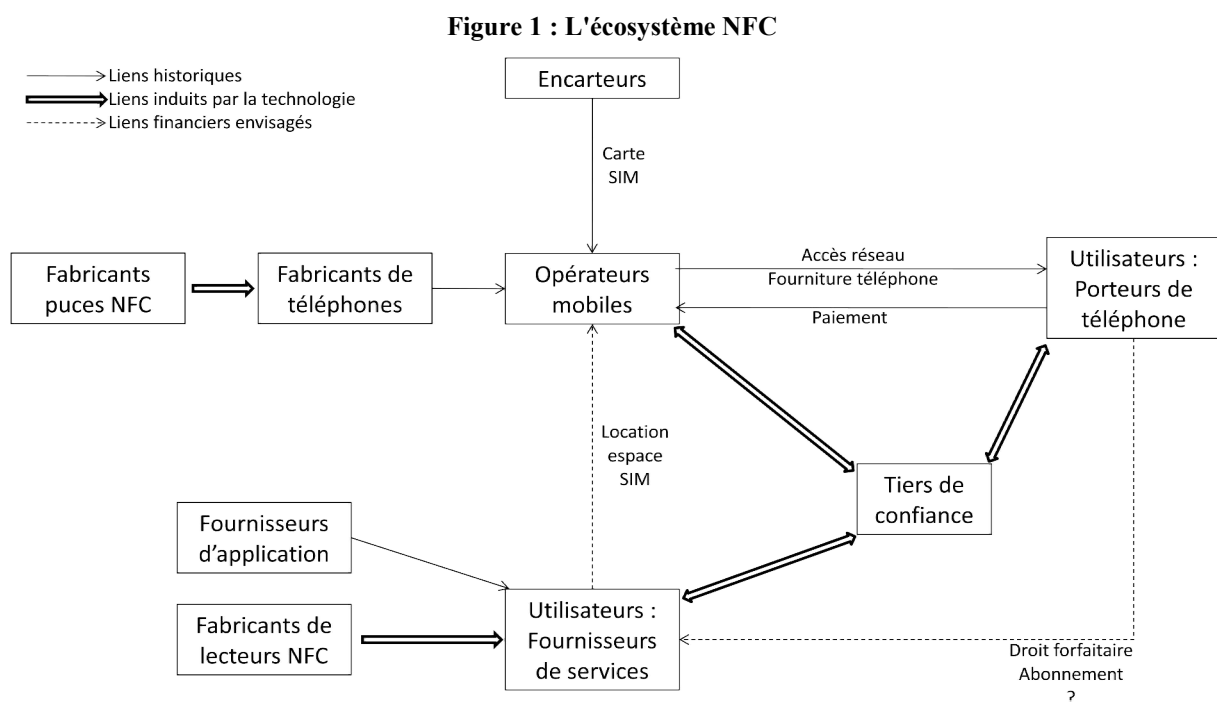 Figure 1 : L'écosystème NFC
Liens historiques
Liens induits par la technologie
Liens financiers envisagés
Encarteurs
Carte
SIM
Fabricants
puces NFC
Fabricants de
téléphones
Opérateurs
mobiles
Accès réseau
Fourniture téléphone
Paiement
Utilisateurs :
Porteurs de
téléphone
Location
espace
SIM
Tiers de
confiance
Fournisseurs
d’application
Fabricants de
lecteurs NFC
Utilisateurs :
Fournisseurs
de services
Droit forfaitaire
Abonnement
?